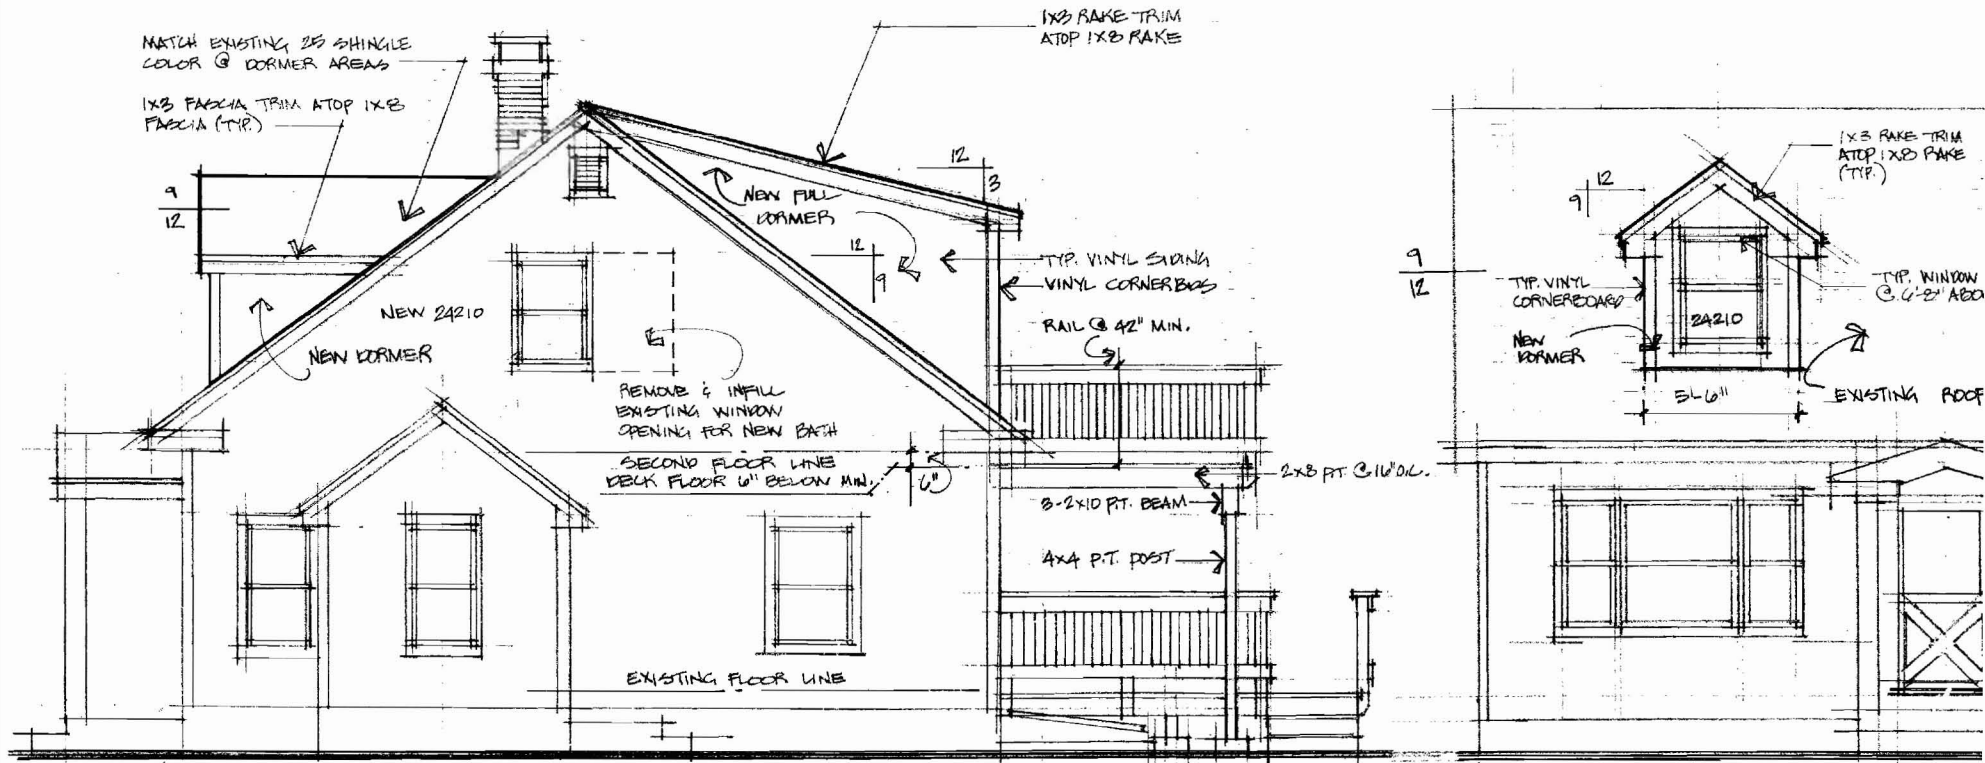 MATCH EXISTING 25 SHINGLE
COLOR @ DORMER AREAS
1X3 FASCIA TRIM ATOP 1X8
FASCIA (TYP.)
1X3 RAKE TRIM
ATOP 1X8 RAKE
9
12
NEW FULL
DORMER
12
3
12
9
TYP. VINYL SIDING
VINYL CORNERBDS
RAIL @ 42" MIN.
NEW 24210
NEW DORMER
REMOVE & INFILL
EXISTING WINDOW
OPENING FOR NEW BATH
SECOND FLOOR LINE
DECK FLOOR 6" BELOW MIN.
6"
2X8 P.T. @ 16" O.C.
3-2X10 P.T. BEAM
4X4 P.T. POST
EXISTING FLOOR LINE
1X3 RAKE TRIM
ATOP 1X8 RAKE
(TYP.)
12
9
9
12
TYP. VINYL
CORNERBOARD
NEW
DORMER
24210
5'-6"
TYP. WINDOW
@ 6'-8" ABO
EXISTING ROOF